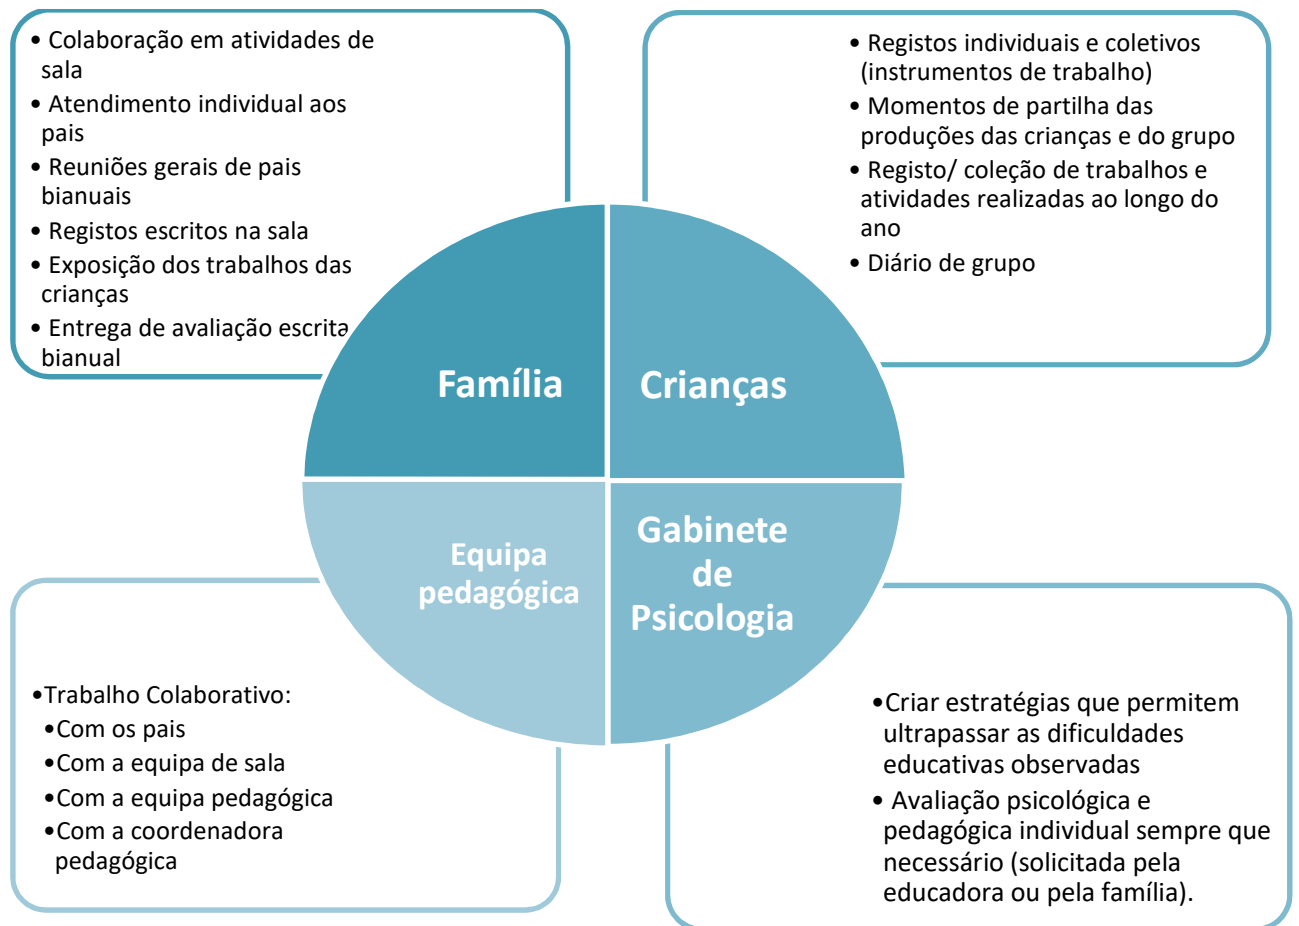 • Colaboração em atividades de
sala
• Atendimento individual aos
pais
• Reuniões gerais de pais
bianuais
• Registos escritos na sala
• Exposição dos trabalhos das
crianças
• Entrega de avaliação escrita
bianual
• Registos individuais e coletivos
(instrumentos de trabalho)
• Momentos de partilha das
produções das crianças e do grupo
• Registo/ coleção de trabalhos e
atividades realizadas ao longo do
ano
• Diário de grupo
Família
Crianças
Equipa
pedagógica
Gabinete
de
Psicologia
•Trabalho Colaborativo:
•Com os pais
•Com a equipa de sala
•Com a equipa pedagógica
•Com a coordenadora
pedagógica
•Criar estratégias que permitem
ultrapassar as dificuldades
educativas observadas
• Avaliação psicológica e
pedagógica individual sempre que
necessário (solicitada pela
educadora ou pela família).